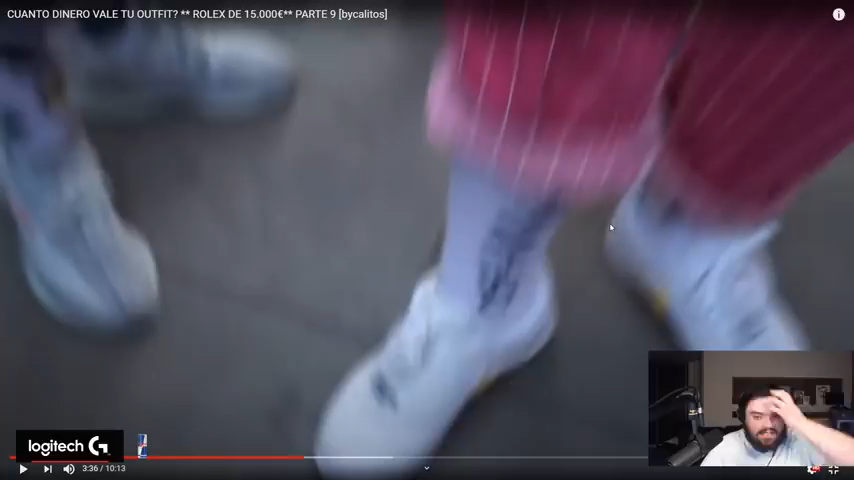 CUANTO DINERO VALE TU OUTFIT? ** ROLEX DE 15.000€** PARTE 9 [bycalitos]
logitech G
3:36 / 10:13